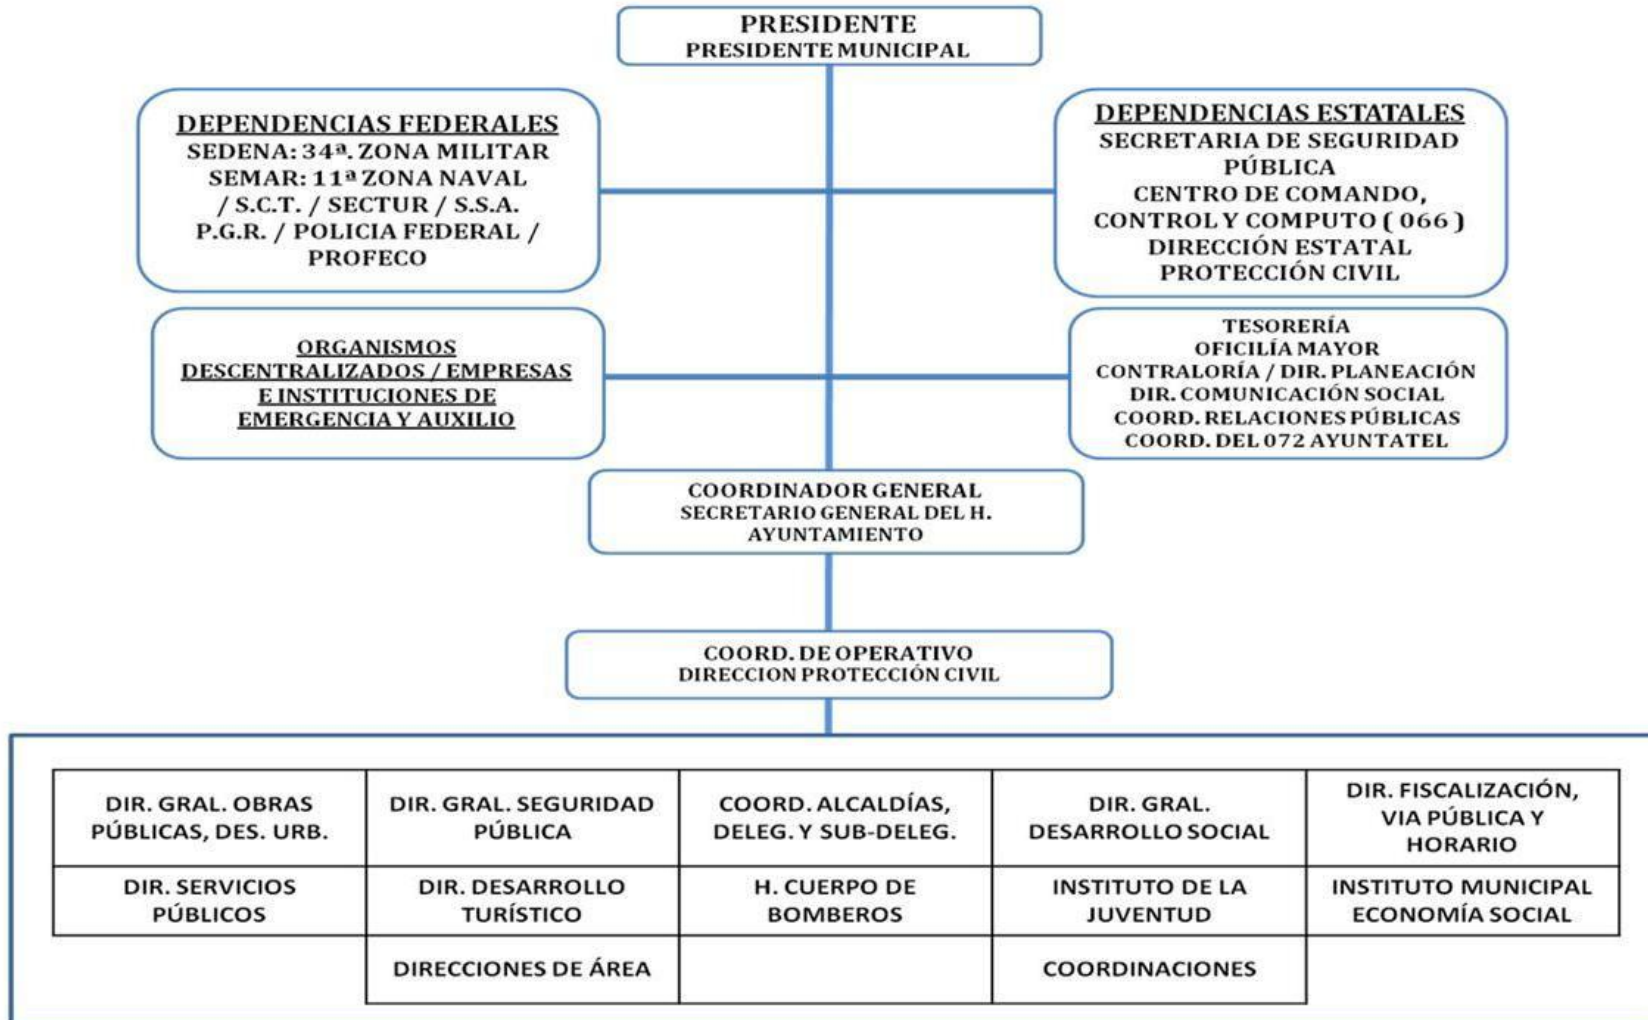 PRESIDENTE
PRESIDENTE MUNICIPAL
DEPENDENCIAS FEDERALES
SEDENA: 34ª. ZONA MILITAR
SEMAR: 11ª ZONA NAVAL
/ S.C.T. / SECTUR / S.S.A.
P.G.R. / POLICIA FEDERAL /
PROFECO
DEPENDENCIAS ESTATALES
SECRETARIA DE SEGURIDAD
PÚBLICA
CENTRO DE COMANDO,
CONTROL Y COMPUTO ( 066 )
DIRECCIÓN ESTATAL
PROTECCIÓN CIVIL
ORGANISMOS
DESCENTRALIZADOS / EMPRESAS
E INSTITUCIONES DE
EMERGENCIA Y AUXILIO
TESORERÍA
OFICILÍA MAYOR
CONTRALORÍA / DIR. PLANEACIÓN
DIR. COMUNICACIÓN SOCIAL
COORD. RELACIONES PÚBLICAS
COORD. DEL 072 AYUNTATEL
COORDINADOR GENERAL
SECRETARIO GENERAL DEL H.
AYUNTAMIENTO
COORD. DE OPERATIVO
DIRECCION PROTECCIÓN CIVIL
DIR. GRAL. OBRAS
PÚBLICAS, DES. URB.
DIR. GRAL. SEGURIDAD
PÚBLICA
COORD. ALCALDÍAS,
DELEG. Y SUB-DELEG.
DIR. GRAL.
DESARROLLO SOCIAL
DIR. FISCALIZACIÓN,
VIA PÚBLICA Y
HORARIO
DIR. SERVICIOS
PÚBLICOS
DIR. DESARROLLO
TURÍSTICO
H. CUERPO DE
BOMBEROS
INSTITUTO DE LA
JUVENTUD
INSTITUTO MUNICIPAL
ECONOMÍA SOCIAL
DIRECCIONES DE ÁREA
COORDINACIONES